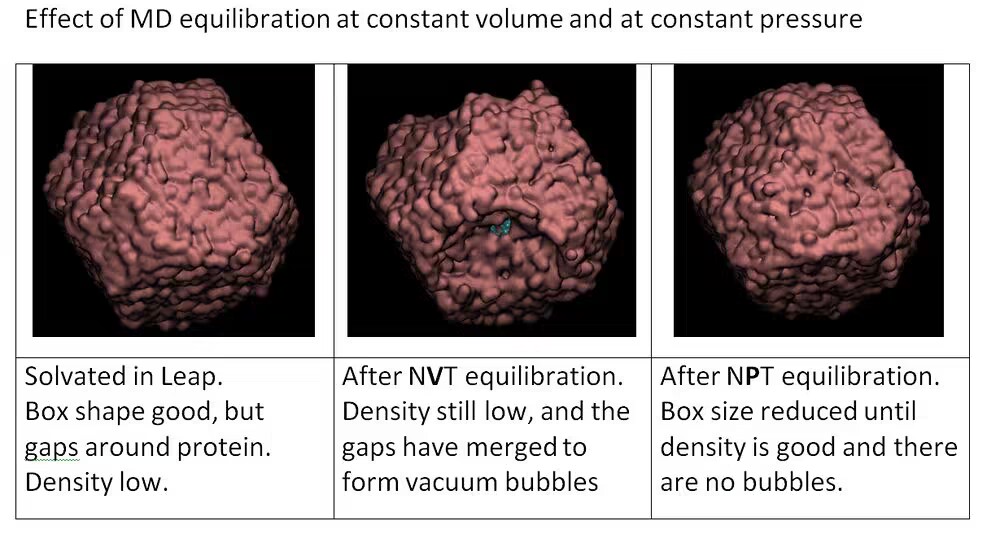 Effect of MD equilibration at constant volume and at constant pressure
Solvated in Leap.
Box shape good, but
gaps around protein.
Density low.
After NVT equilibration.
Density still low, and the
gaps have merged to
form vacuum bubbles
After NPT equilibration.
Box size reduced until
density is good and there
are no bubbles.